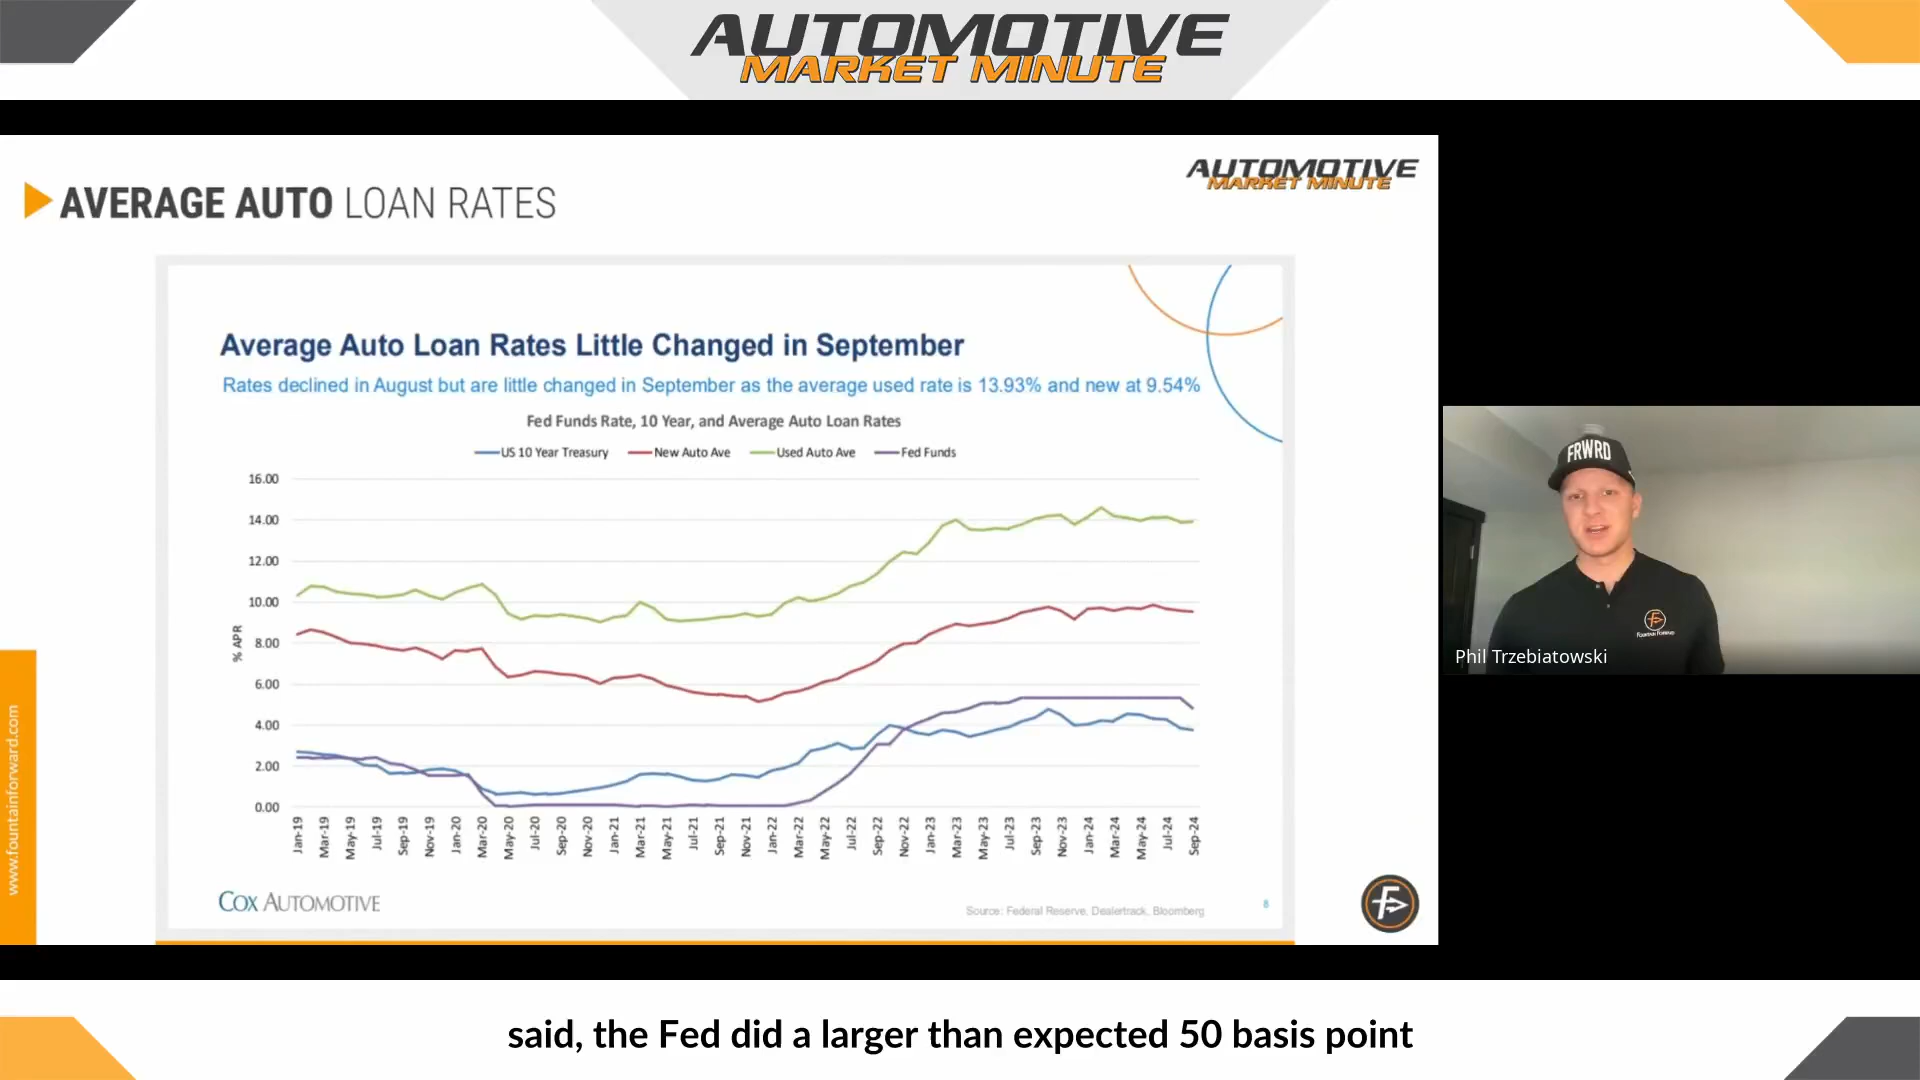 AUTOMOTIVE
MARKET MINUTE
AUTOMOTIVE
MARKET MINUTE
AVERAGE AUTO LOAN RATES
Average Auto Loan Rates Little Changed in September
Rates declined in August but are little changed in September as the average used rate is 13.93% and new at 9.54%
Fed Funds Rate, 10 Year, and Average Auto Loan Rates
US 10 Year Treasury New Auto Ave Used Auto Ave Fed Funds
16.00
14.00
12.00
10.00
8.00
6.00
4.00
2.00
0.00
% APR
Jan-19 Mar-19 May-19 Jul-19 Sep-19 Nov-19 Jan-20 Mar-20 May-20 Jul-20 Sep-20 Nov-20 Jan-21 Mar-21 May-21 Jul-21 Sep-21 Nov-21 Jan-22 Mar-22 May-22 Jul-22 Sep-22 Nov-22 Jan-23 Mar-23 May-23 Jul-23 Sep-23 Nov-23 Jan-24 Mar-24 May-24 Jul-24 Sep-24
COX AUTOMOTIVE
Source: Federal Reserve, Dealertrack, Bloomberg
8
www.fountainforward.com
FRWRD
FOUNTAIN FORWARD
Phil Trzebiatowski
said, the Fed did a larger than expected 50 basis point